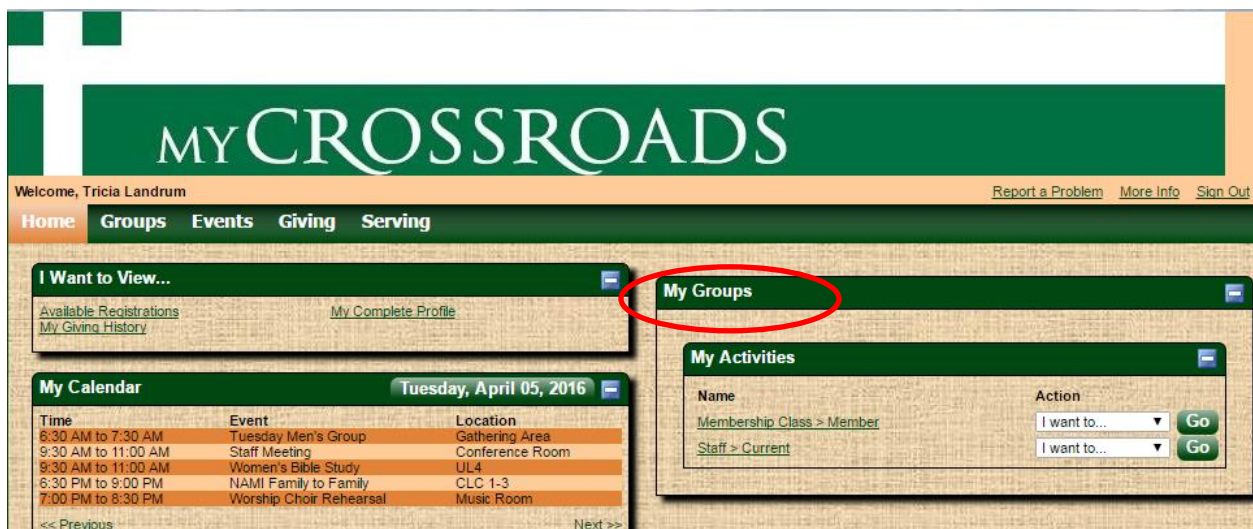 MY CROSSROADS
Welcome, Tricia Landrum
Report a Problem More Info Sign Out
Home Groups Events Giving Serving
I Want to View...
Available Registrations My Complete Profile
My Giving History
My Calendar Tuesday, April 05, 2016
Time Event Location
6:30 AM to 7:30 AM Tuesday Men's Group Gathering Area
9:30 AM to 11:00 AM Staff Meeting Conference Room
9:30 AM to 11:00 AM Women's Bible Study UL4
6:30 PM to 9:00 PM NAMI Family to Family CLC 1-3
7:00 PM to 8:30 PM Worship Choir Rehearsal Music Room
<< Previous Next >>
My Groups
My Activities
Name Action
Membership Class > Member I want to... Go
Staff > Current I want to... Go